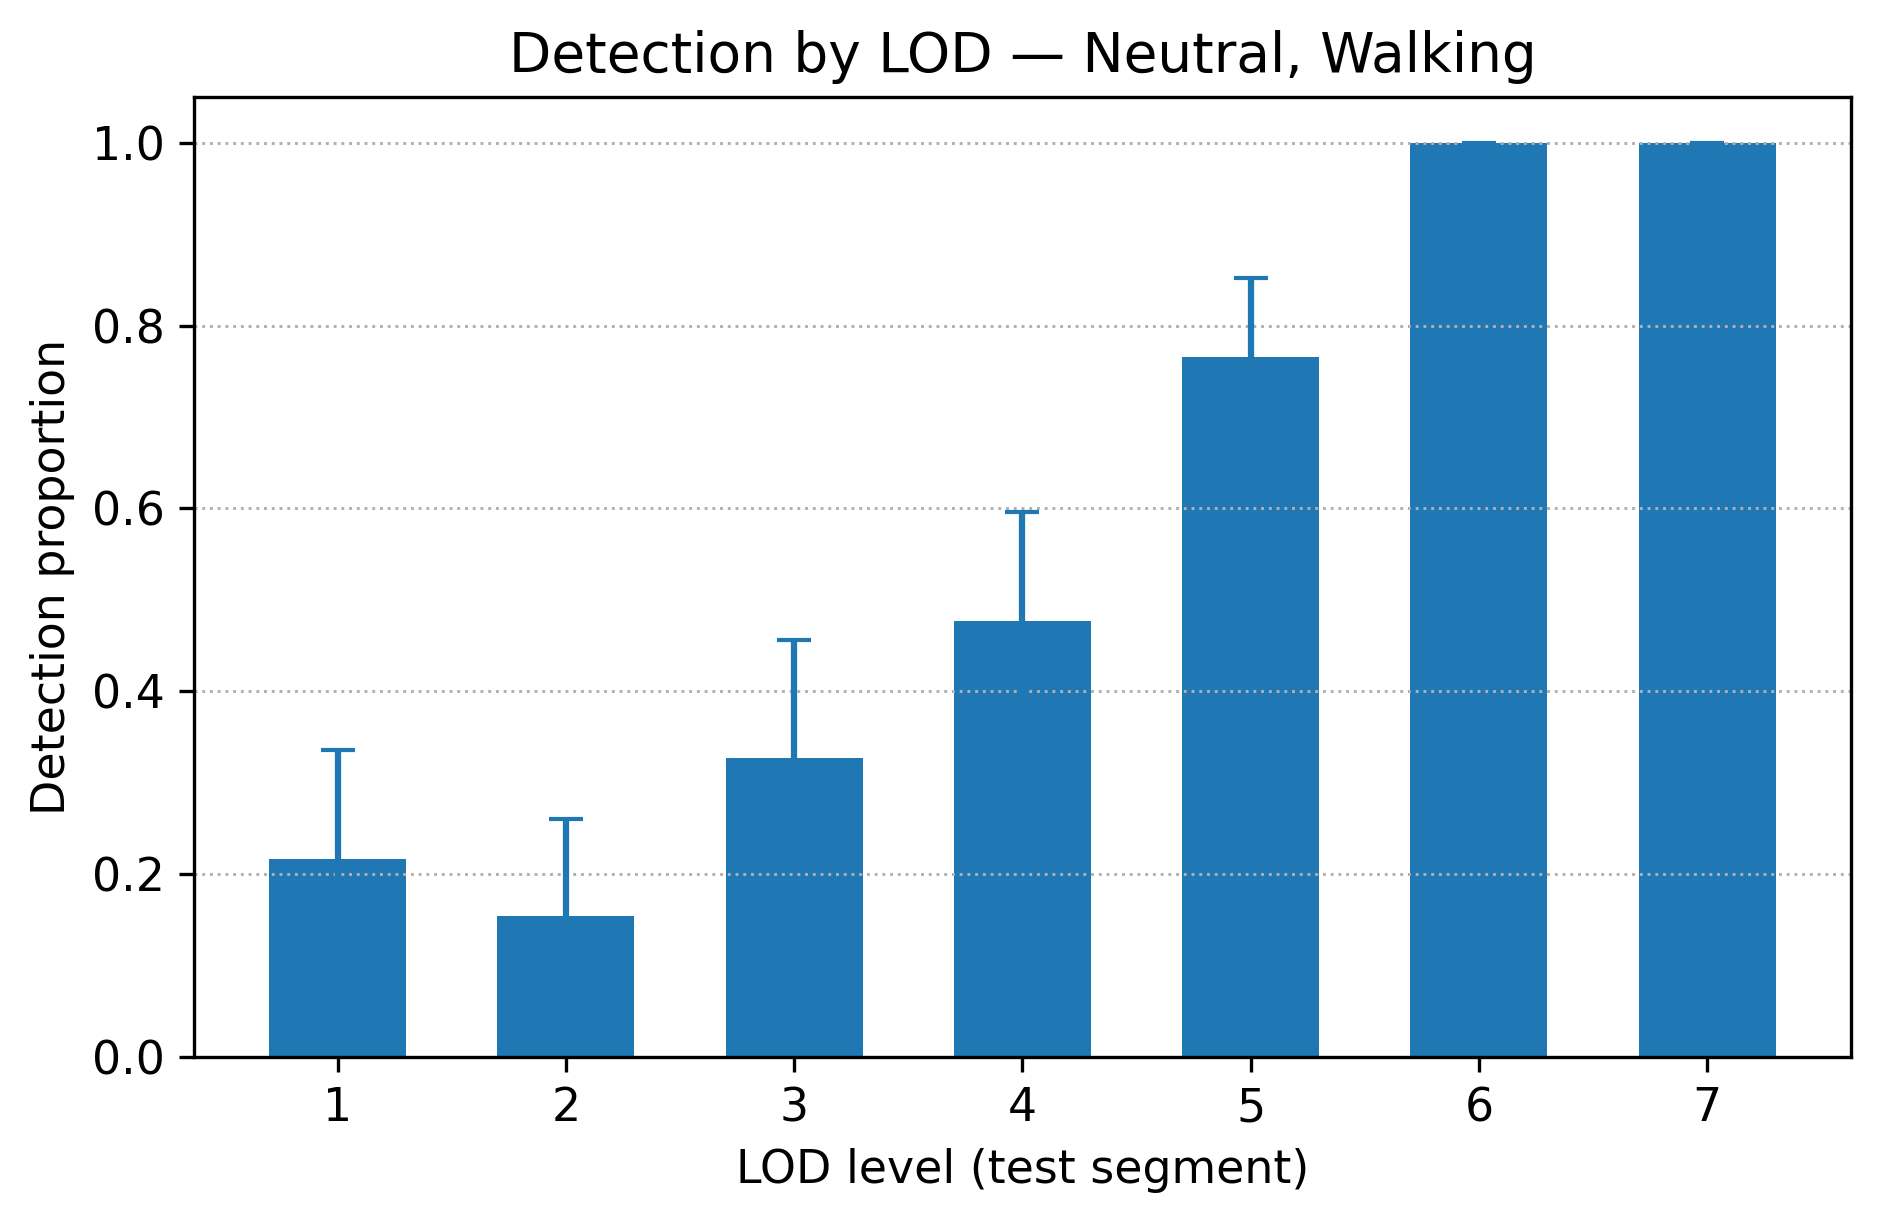 Detection by LOD — Neutral, Walking
Detection proportion
1.0
0.8
0.6
0.4
0.2
0.0
1 2 3 4 5 6 7
LOD level (test segment)